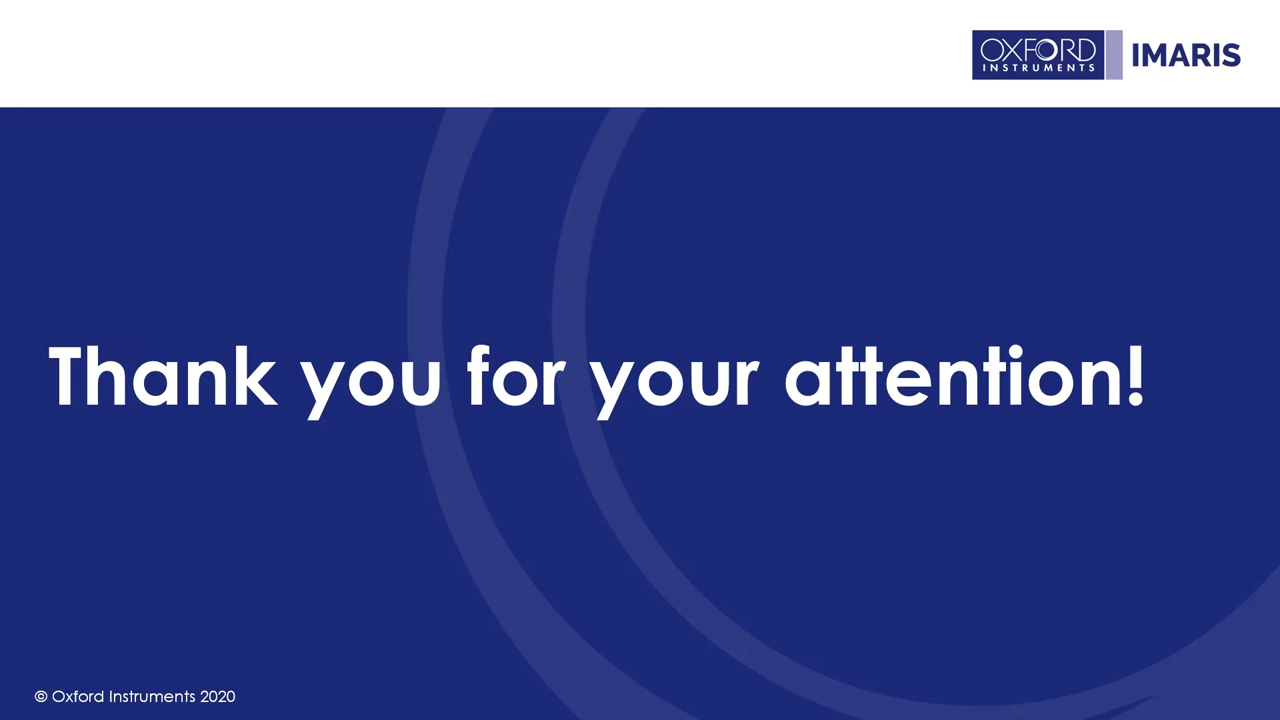 OXFORD
INSTRUMENTS
IMARIS
Thank you for your attention!
© Oxford Instruments 2020